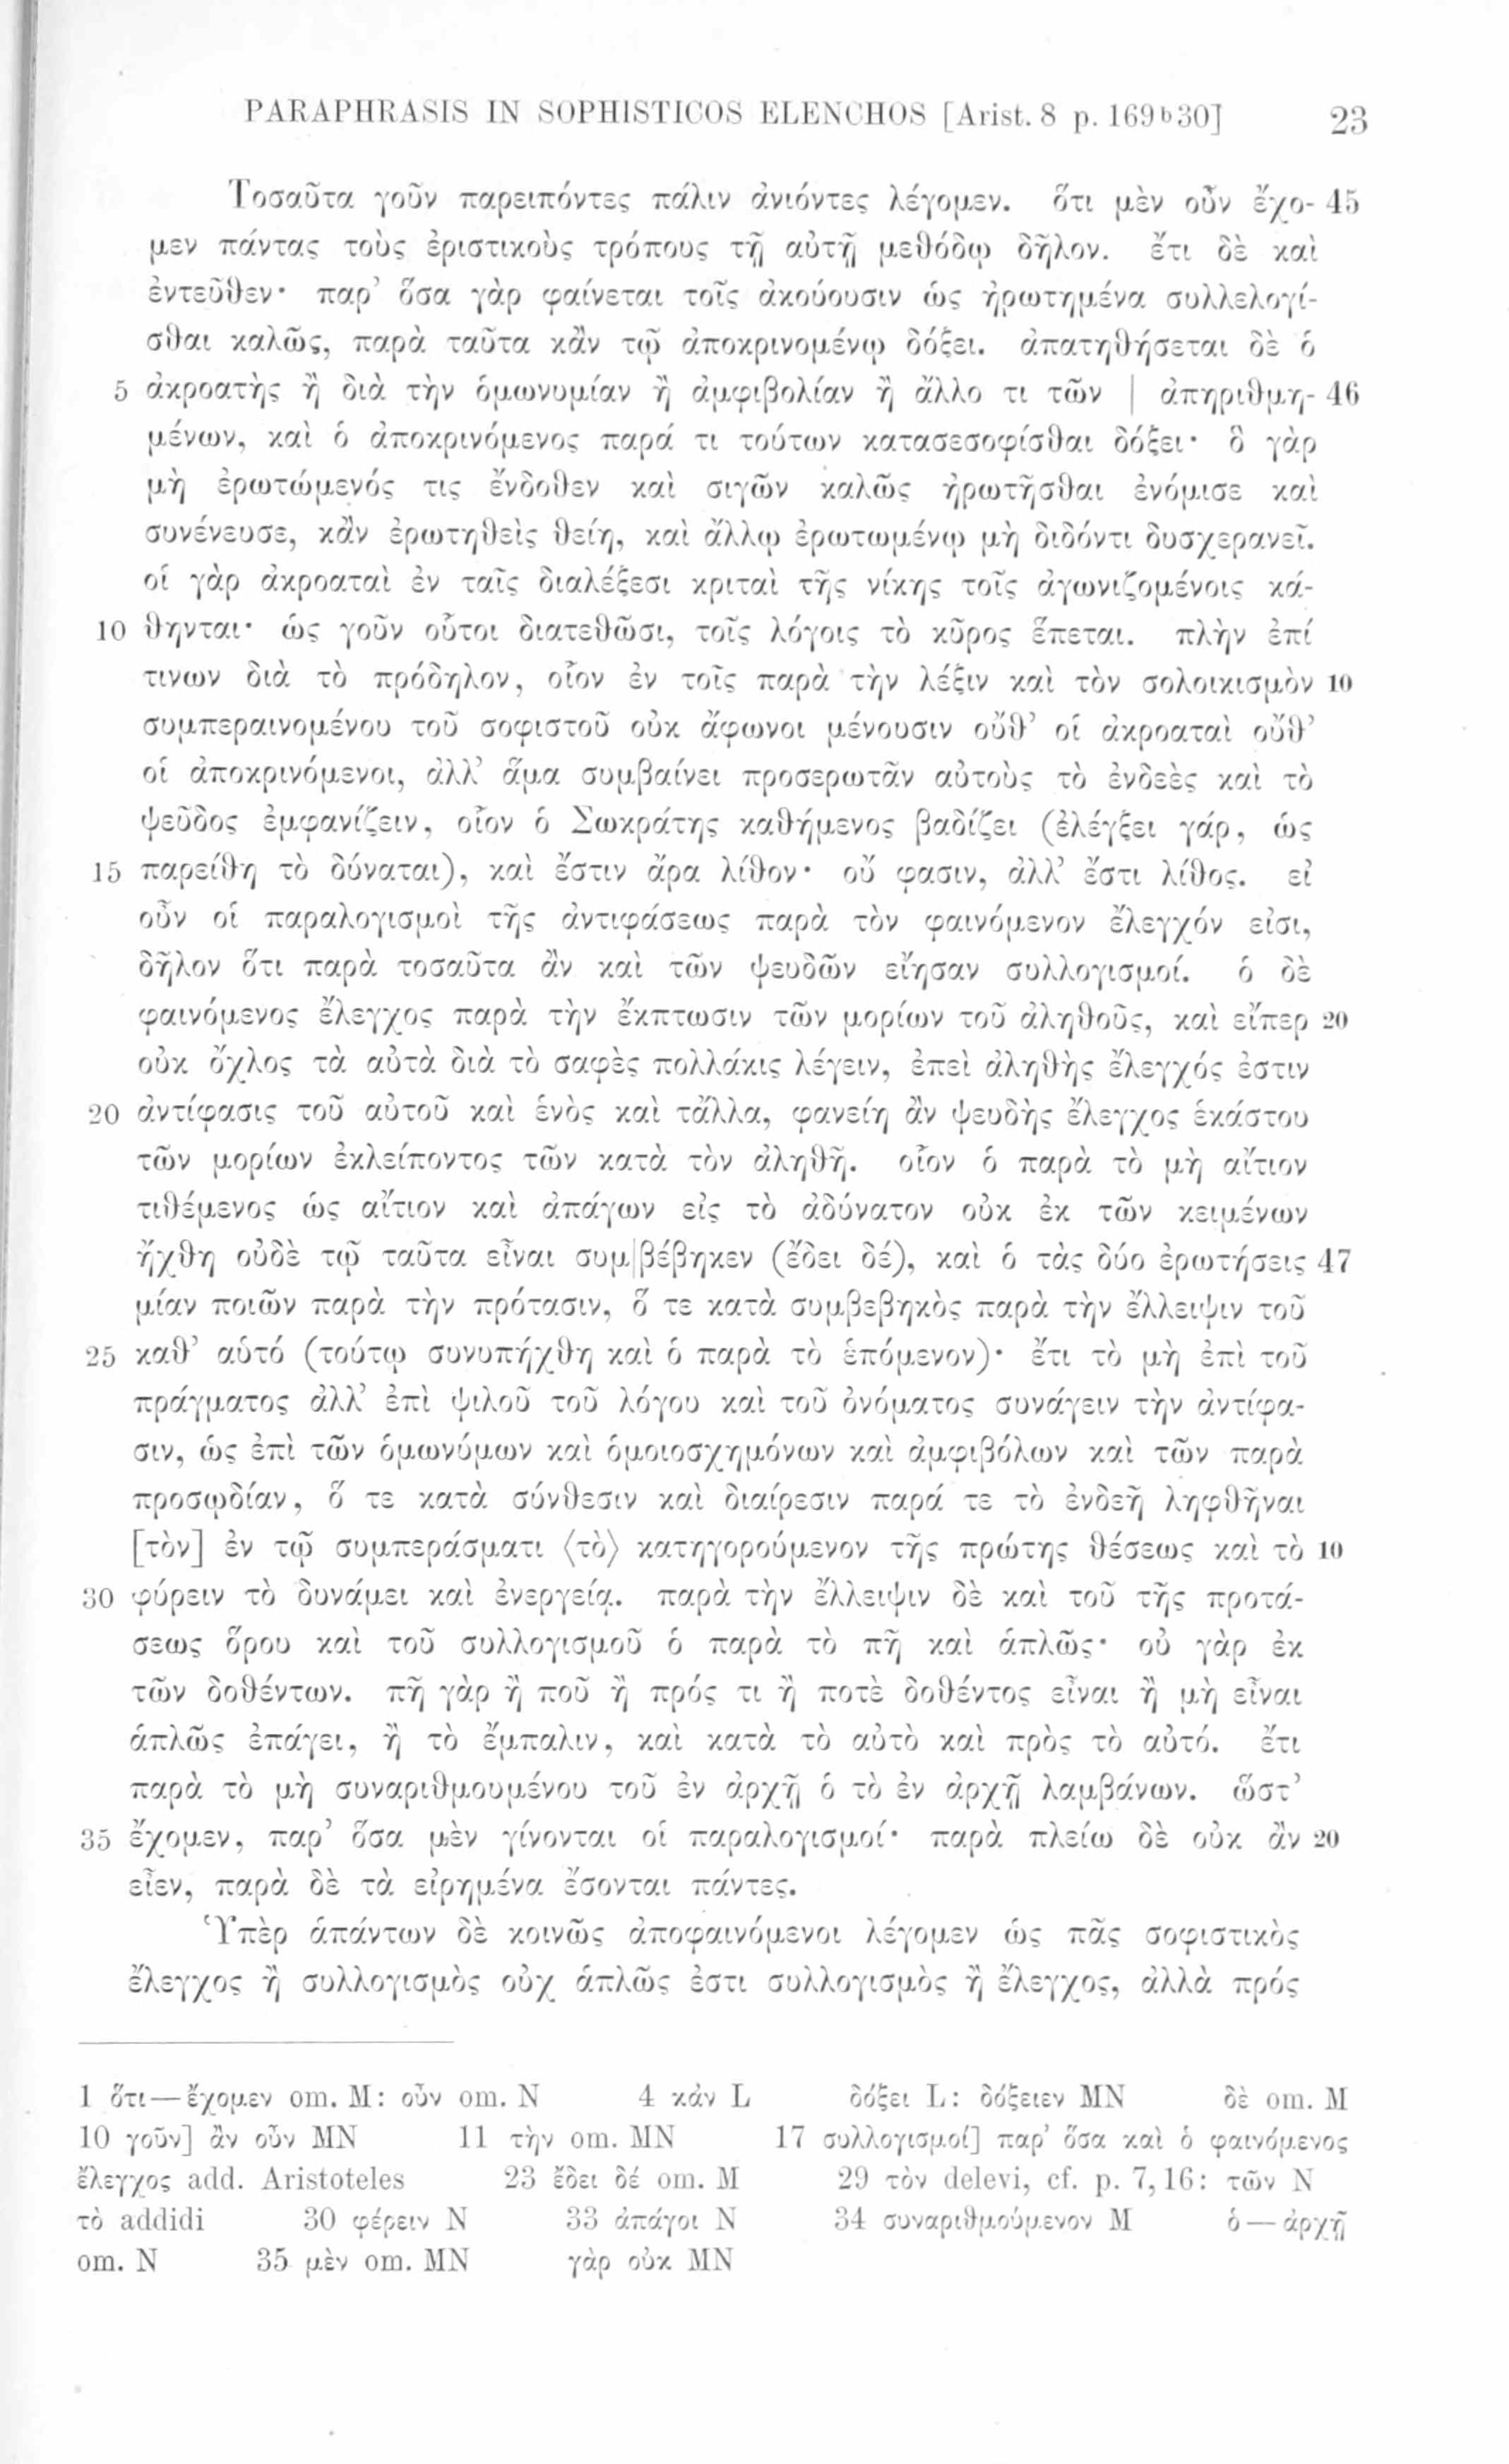 PARAPHRASIS IN SOPHISTICOS ELENCHOS [Arist. 8 p. 169b30] 23
Τοσαῦτα γοῦν παρειπόντες πάλιν ἀνιόντες λέγομεν. ὅτι μὲν οὖν ἔχο- 45
μεν πάντας τοὺς ἐριστικοὺς τρόπους τῇ αὐτῇ μεθόδῳ δῆλον. ἔτι δὲ καὶ
ἐντεῦθεν· παρ’ ὅσα γὰρ φαίνεται τοῖς ἀκούουσιν ὡς ἠρωτημένα συλλελογί-
σθαι καλῶς, παρὰ ταῦτα κἂν τῷ ἀποκρινομένῳ δόξει. ἀπατηθήσεται δὲ ὁ
5 ἀκροατὴς ἢ διὰ τὴν ὁμωνυμίαν ἢ ἀμφιβολίαν ἢ ἄλλο τι τῶν | ἀπηριθμη- 46
μένων, καὶ ὁ ἀποκρινόμενος παρά τι τούτων κατασεσοφίσθαι δόξει· ὃ γὰρ
μὴ ἐρωτώμενός τις ἔνδοθεν καὶ σιγῶν καλῶς ἠρωτῆσθαι ἐνόμισε καὶ
συνένευσε, κἂν ἐρωτηθεὶς θείη, καὶ ἄλλῳ ἐρωτωμένῳ μὴ διδόντι δυσχερανεῖ.
οἱ γὰρ ἀκροαταὶ ἐν ταῖς διαλέξεσι κριταὶ τῆς νίκης τοῖς ἀγωνιζομένοις κά-
10 θηνται· ὡς γοῦν οὗτοι διατεθῶσι, τοῖς λόγοις τὸ κῦρος ἕπεται. πλὴν ἐπί
τινων διὰ τὸ πρόδηλον, οἷον ἐν τοῖς παρὰ τὴν λέξιν καὶ τὸν σολοικισμὸν 10
συμπεραινομένου τοῦ σοφιστοῦ οὐκ ἄφωνοι μένουσιν οὔθ’ οἱ ἀκροαταὶ οὔθ’
οἱ ἀποκρινόμενοι, ἀλλ’ ἅμα συμβαίνει προσερωτᾶν αὐτοὺς τὸ ἐνδεὲς καὶ τὸ
ψεῦδος ἐμφανίζειν, οἷον ὁ Σωκράτης καθήμενος βαδίζει (ἐλέγξει γάρ, ὡς
15 παρείθη τὸ δύναται), καὶ ἔστιν ἄρα λίθον· οὔ φασιν, ἀλλ’ ἔστι λίθος. εἰ
οὖν οἱ παραλογισμοὶ τῆς ἀντιφάσεως παρὰ τὸν φαινόμενον ἔλεγχόν εἰσι,
δῆλον ὅτι παρὰ τοσαῦτα ἂν καὶ τῶν ψευδῶν εἴησαν συλλογισμοί. ὁ δὲ
φαινόμενος ἔλεγχος παρὰ τὴν ἔκπτωσιν τῶν μορίων τοῦ ἀληθοῦς, καὶ εἴπερ 20
οὐκ ὄχλος τὰ αὐτὰ διὰ τὸ σαφὲς πολλάκις λέγειν, ἐπεὶ ἀληθὴς ἔλεγχός ἐστιν
20 ἀντίφασις τοῦ αὐτοῦ καὶ ἑνὸς καὶ τἄλλα, φανείη ἂν ψευδὴς ἔλεγχος ἑκάστου
τῶν μορίων ἐκλείποντος τῶν κατὰ τὸν ἀληθῆ. οἷον ὁ παρὰ τὸ μὴ αἴτιον
τιθέμενος ὡς αἴτιον καὶ ἀπάγων εἰς τὸ ἀδύνατον οὐκ ἐκ τῶν κειμένων
ἤχθη οὐδὲ τῷ ταῦτα εἶναι συμ|βέβηκεν (ἔδει δέ), καὶ ὁ τὰς δύο ἐρωτήσεις 47
μίαν ποιῶν παρὰ τὴν πρότασιν, ὅ τε κατὰ συμβεβηκὸς παρὰ τὴν ἔλλειψιν τοῦ
25 καθ’ αὑτό (τούτῳ συνυπήχθη καὶ ὁ παρὰ τὸ ἑπόμενον)· ἔτι τὸ μὴ ἐπὶ τοῦ
πράγματος ἀλλ’ ἐπὶ ψιλοῦ τοῦ λόγου καὶ τοῦ ὀνόματος συνάγειν τὴν ἀντίφα-
σιν, ὡς ἐπὶ τῶν ὁμωνύμων καὶ ὁμοιοσχημόνων καὶ ἀμφιβόλων καὶ τῶν παρὰ
προσῳδίαν, ὅ τε κατὰ σύνθεσιν καὶ διαίρεσιν παρά τε τὸ ἐνδεῆ ληφθῆναι
[τὸν] ἐν τῷ συμπεράσματι ⟨τὸ⟩ κατηγορούμενον τῆς πρώτης θέσεως καὶ τὸ 10
30 φύρειν τὸ δυνάμει καὶ ἐνεργείᾳ. παρὰ τὴν ἔλλειψιν δὲ καὶ τοῦ τῆς προτά-
σεως ὅρου καὶ τοῦ συλλογισμοῦ ὁ παρὰ τὸ πῆ καὶ ἁπλῶς· οὐ γὰρ ἐκ
τῶν δοθέντων. πῆ γὰρ ἢ ποῦ ἢ πρός τι ἢ ποτὲ δοθέντος εἶναι ἢ μὴ εἶναι
ἁπλῶς ἐπάγει, ἢ τὸ ἔμπαλιν, καὶ κατὰ τὸ αὐτὸ καὶ πρὸς τὸ αὐτό. ἔτι
παρὰ τὸ μὴ συναριθμουμένου τοῦ ἐν ἀρχῇ ὁ τὸ ἐν ἀρχῇ λαμβάνων. ὥστ’
35 ἔχομεν, παρ’ ὅσα μὲν γίνονται οἱ παραλογισμοί· παρὰ πλείω δὲ οὐκ ἂν 20
εἶεν, παρὰ δὲ τὰ εἰρημένα ἔσονται πάντες.
Ὑπὲρ ἁπάντων δὲ κοινῶς ἀποφαινόμενοι λέγομεν ὡς πᾶς σοφιστικὸς
ἔλεγχος ἢ συλλογισμὸς οὐχ ἁπλῶς ἐστι συλλογισμὸς ἢ ἔλεγχος, ἀλλὰ πρός
1 ὅτι—ἔχομεν om. M: οὖν om. N 4 κἀν L δόξει L: δόξειεν MN δὲ om. M
10 γοῦν] ἂν οὖν MN 11 τὴν om. MN 17 συλλογισμοί] παρ’ ὅσα καὶ ὁ φαινόμενος
ἔλεγχος add. Aristoteles 23 ἔδει δέ om. M 29 τὸν delevi, cf. p. 7,16: τῶν N
τὸ addidi 30 φέρειν N 33 ἀπάγοι N 34 συναριθμούμενον M ὁ—ἀρχῇ
om. N 35 μὲν om. MN γὰρ οὐκ MN